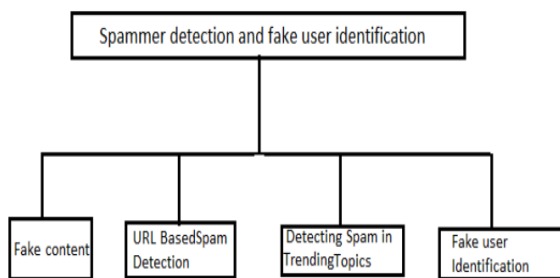 Spammer detection and fake user identification
Fake content
URL BasedSpam
Detection
Detecting Spam in
TrendingTopics
Fake user
Identification